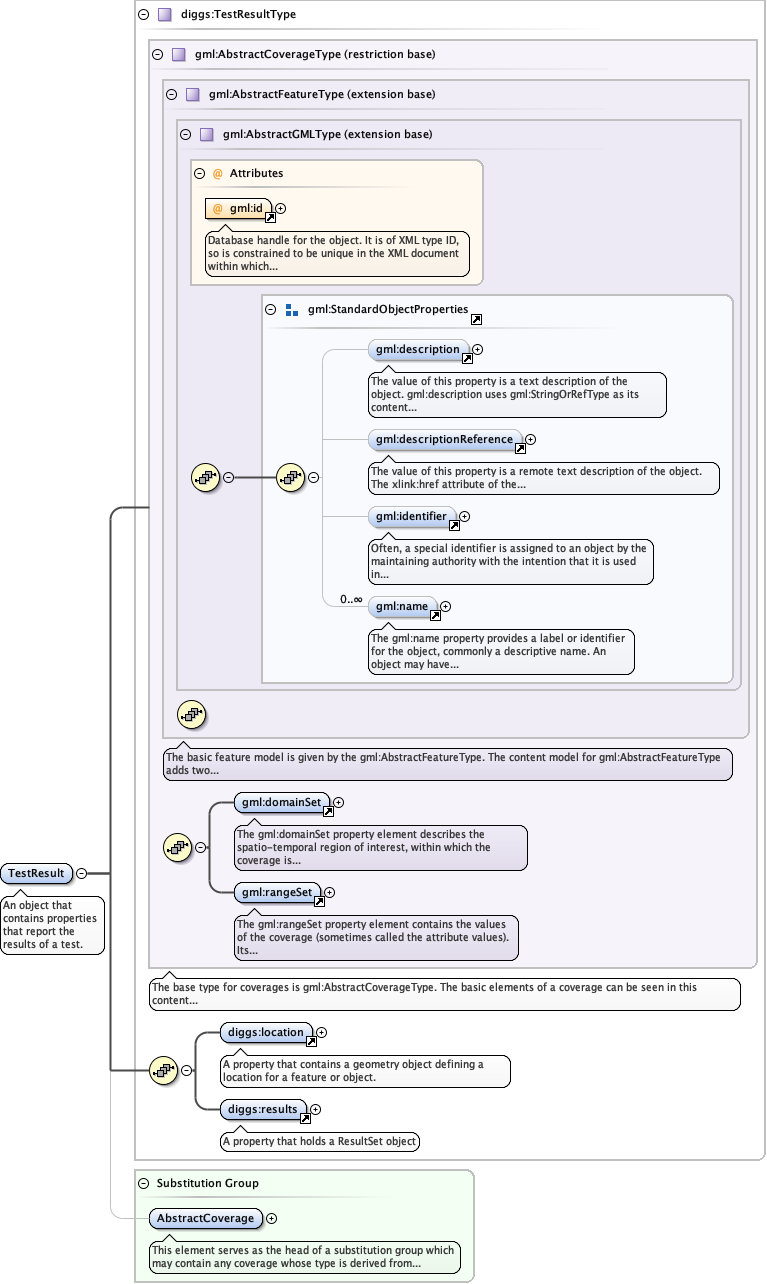 diggs:TestResultType
gml:AbstractCoverageType (restriction base)
gml:AbstractFeatureType (extension base)
gml:AbstractGMLType (extension base)
@ Attributes
@ gml:id
Database handle for the object. It is of XML type ID,
so is constrained to be unique in the XML document
within which...
gml:StandardObjectProperties
gml:description
The value of this property is a text description of the
object. gml:description uses gml:StringOrRefType as its
content...
gml:descriptionReference
The value of this property is a remote text description of the object.
The xlink:href attribute of the...
gml:identifier
Often, a special identifier is assigned to an object by the
maintaining authority with the intention that it is used
in...
0..∞
gml:name
The gml:name property provides a label or identifier
for the object, commonly a descriptive name. An
object may have...
The basic feature model is given by the gml:AbstractFeatureType. The content model for gml:AbstractFeatureType
adds two...
gml:domainSet
The gml:domainSet property element describes the
spatio-temporal region of interest, within which the
coverage is...
gml:rangeSet
The gml:rangeSet property element contains the values
of the coverage (sometimes called the attribute values).
Its...
TestResult
An object that
contains properties
that report the
results of a test.
The base type for coverages is gml:AbstractCoverageType. The basic elements of a coverage can be seen in this
content...
diggs:location
A property that contains a geometry object defining a
location for a feature or object.
diggs:results
A property that holds a ResultSet object
Substitution Group
AbstractCoverage
This element serves as the head of a substitution group which
may contain any coverage whose type is derived from...